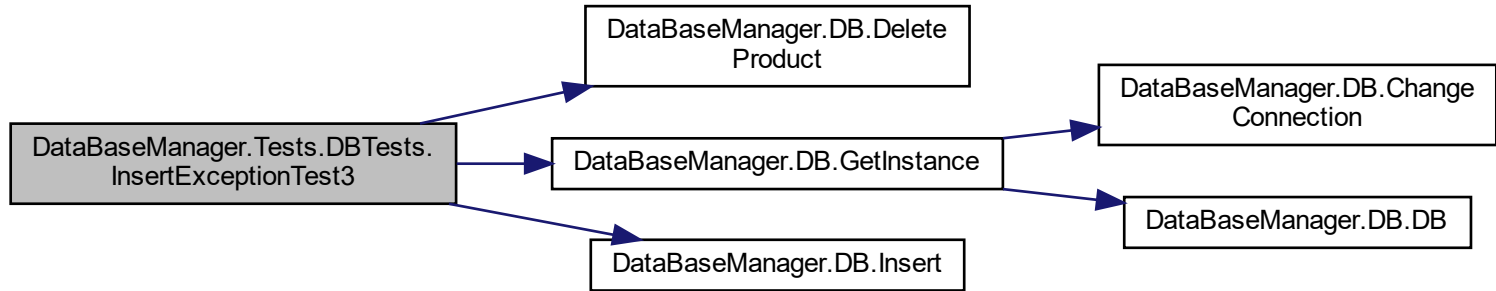 DataBaseManager.Tests.DBTests.
InsertExceptionTest3
DataBaseManager.DB.Delete
Product
DataBaseManager.DB.GetInstance
DataBaseManager.DB.Insert
DataBaseManager.DB.Change
Connection
DataBaseManager.DB.DB